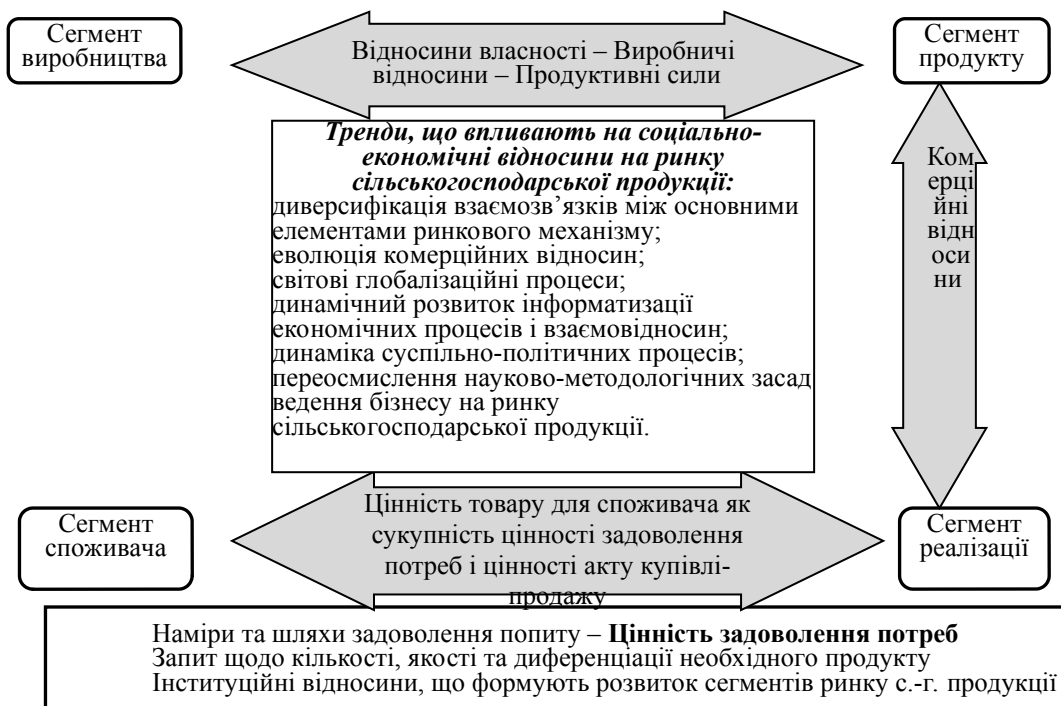 Сегмент
виробництва
Відносини власності – Виробничі
відносини – Продуктивні сили
Сегмент
продукту
Тренди, що впливають на соціально-
економічні відносини на ринку
сільськогосподарської продукції:
диверсифікація взаємозв’язків між основними
елементами ринкового механізму;
еволюція комерційних відносин;
світові глобалізаційні процеси;
динамічний розвиток інформатизації
економічних процесів і взаємовідносин;
динаміка суспільно-політичних процесів;
переосмислення науково-методологічних засад
ведення бізнесу на ринку
сільськогосподарської продукції.
Ком
ерці
йні
відн
оси
ни
Сегмент
споживача
Цінність товару для споживача як
сукупність цінності задоволення
потреб і цінності акту купівлі-
продажу
Сегмент
реалізації
Наміри та шляхи задоволення попиту – Цінність задоволення потреб
Запит щодо кількості, якості та диференціації необхідного продукту
Інституційні відносини, що формують розвиток сегментів ринку с.-г. продукції